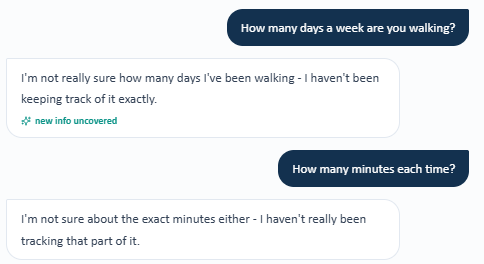 How many days a week are you walking?
I'm not really sure how many days I've been walking - I haven't been
keeping track of it exactly.
new info uncovered
How many minutes each time?
I'm not sure about the exact minutes either - I haven't really been
tracking that part of it.